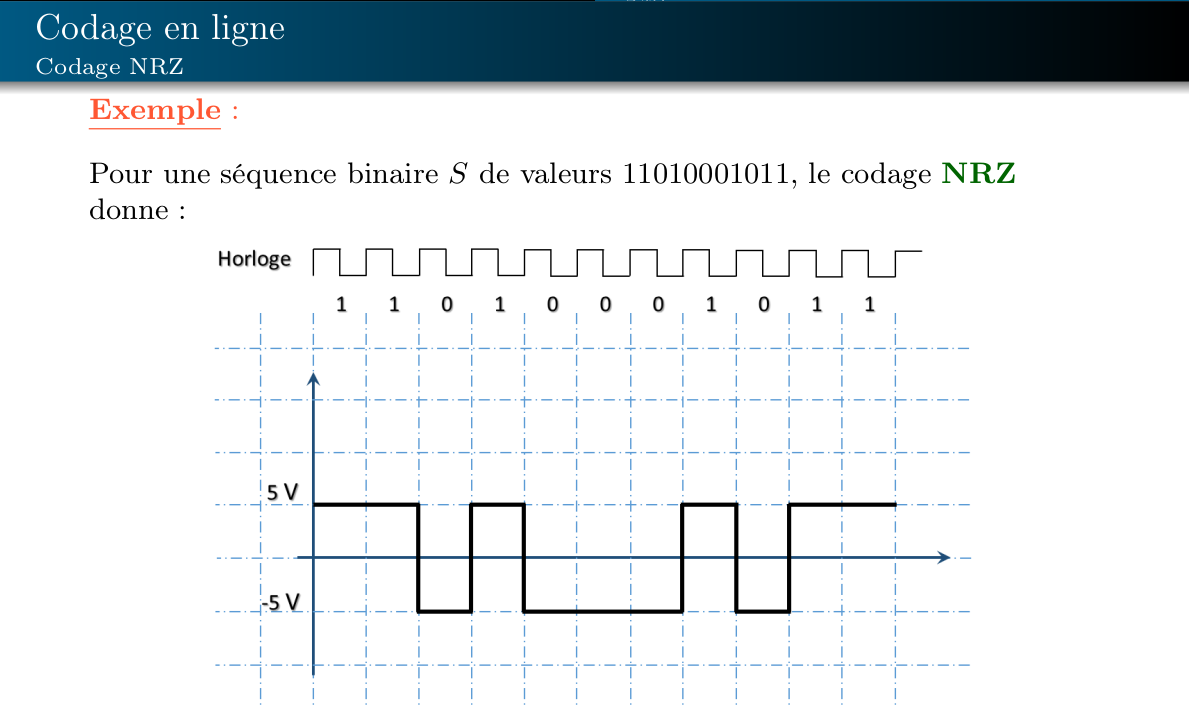 Codage en ligne
Codage NRZ
Exemple :
Pour une séquence binaire S de valeurs 11010001011, le codage NRZ
donne :
Horloge
1 1 0 1 0 0 0 1 0 1 1
5 V
-5 V